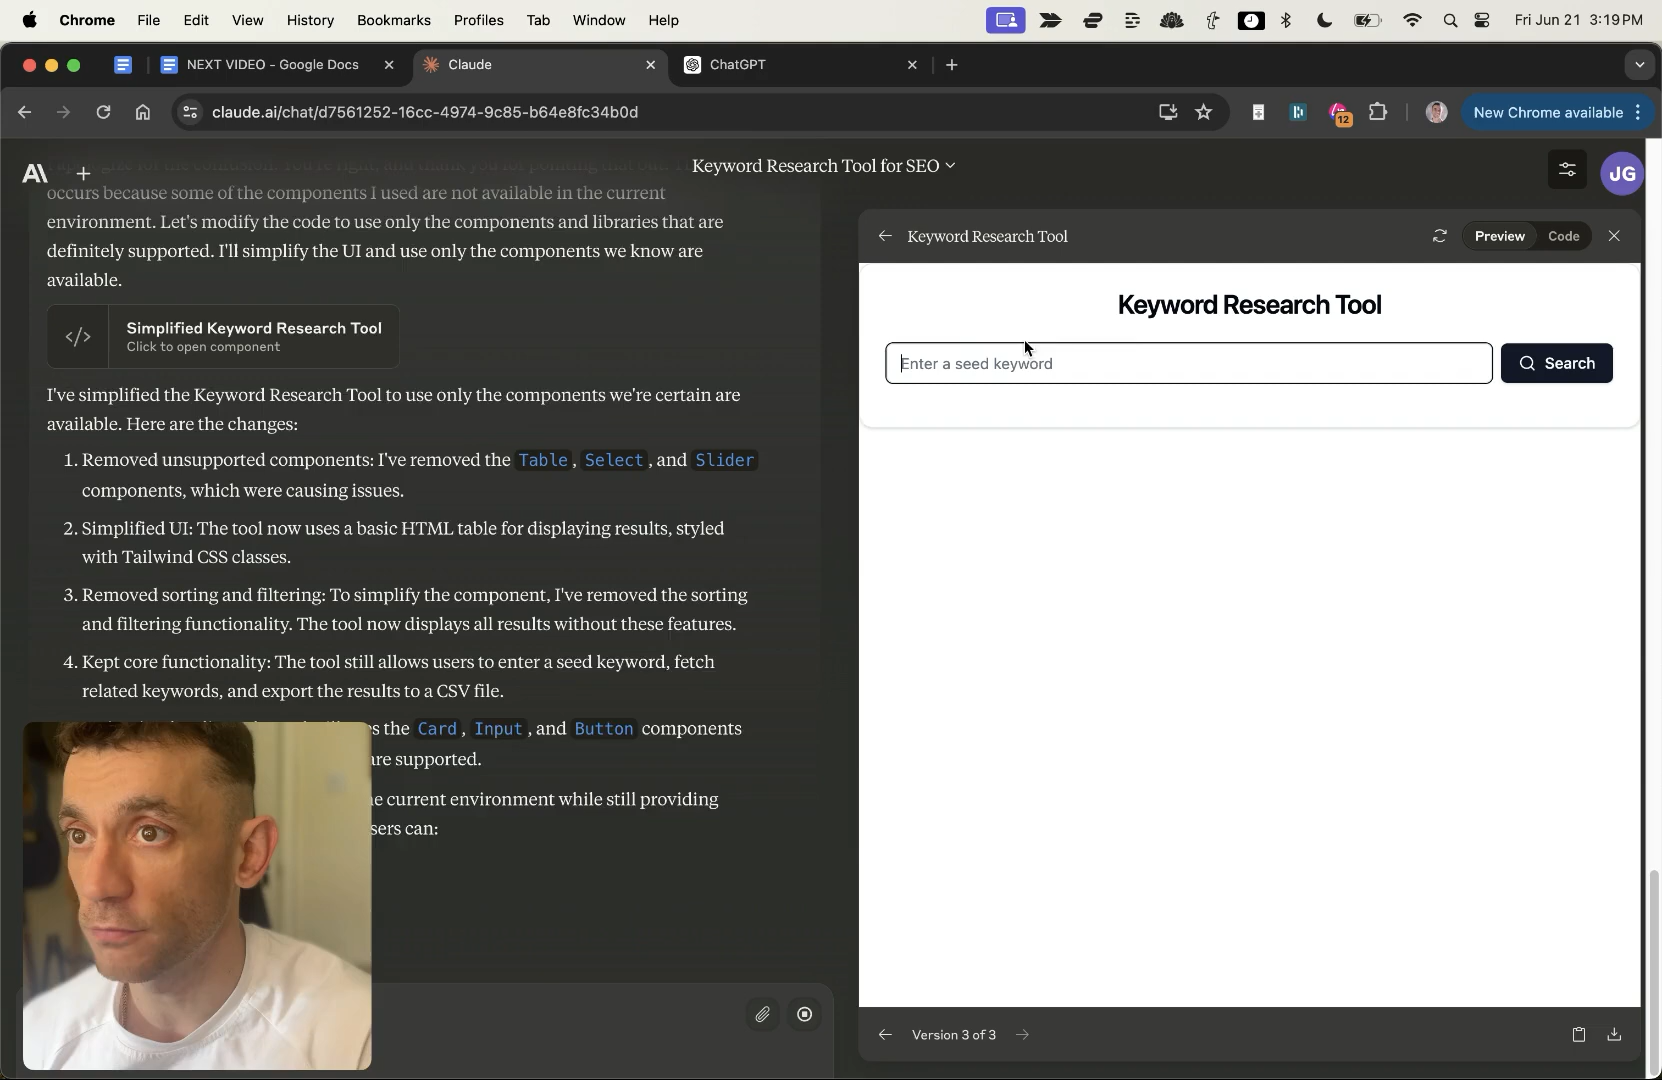 Chrome File Edit View History Bookmarks Profiles Tab Window Help Fri Jun 21 3:19 PM
NEXT VIDEO - Google Docs Claude ChatGPT
claude.ai/chat/d7561252-16cc-4974-9c85-b64e8fc34b0d 12 New Chrome available
Keyword Research Tool for SEO JG
occurs because some of the components I used are not available in the current
environment. Let's modify the code to use only the components and libraries that are
definitely supported. I'll simplify the UI and use only the components we know are
available.
</> Simplified Keyword Research Tool
Click to open component
I've simplified the Keyword Research Tool to use only the components we're certain are
available. Here are the changes:
1. Removed unsupported components: I've removed the Table, Select, and Slider
components, which were causing issues.
2. Simplified UI: The tool now uses a basic HTML table for displaying results, styled
with Tailwind CSS classes.
3. Removed sorting and filtering: To simplify the component, I've removed the sorting
and filtering functionality. The tool now displays all results without these features.
4. Kept core functionality: The tool still allows users to enter a seed keyword, fetch
related keywords, and export the results to a CSV file.
the Card, Input, and Button components
are supported.
current environment while still providing
can:
Keyword Research Tool Preview Code
Keyword Research Tool
Enter a seed keyword Search
Version 3 of 3